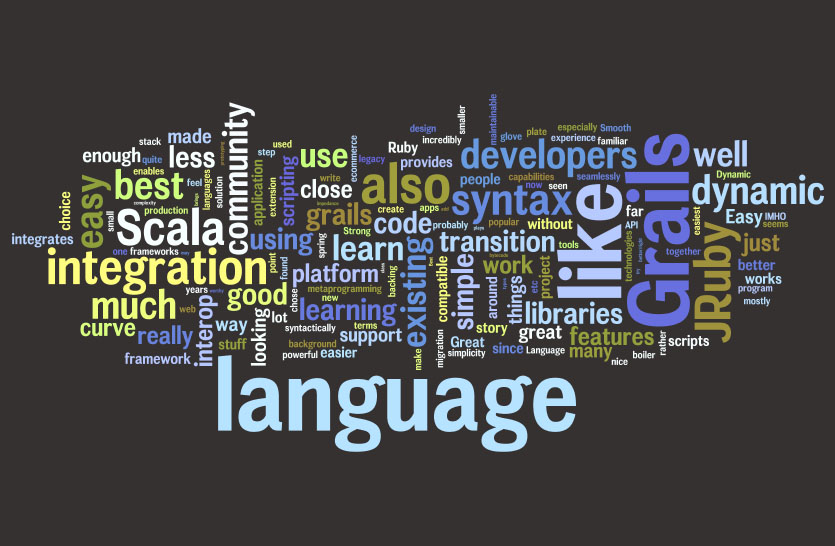 smaller
maintainable
design
incredibly
glove
plate
especially
Smooth
experience
familiar
stack
made
community
used
step
ecommerce
Ruby
legacy
provides
developers
seamlessly
well
enough
quite
less
use
people
capabilities
now
seen
Dynamic
enables
best
feel
languages
solution
application
extension
scripting
write
close
also
syntax
like
Grails
dynamic
choice
easy
small
complexity
production
Scala
grails
create
apps
code
probably
popular
without
far
API
easiest
Easy
IMHO
seems
integrates
one
frameworks
using
spring
Strong
learn
existing
transition
tools
technologies
together
JRuby
just
integration
point
found
platform
backing
compatible
simple
work
etc
project
better
works
program
mostly
much
years
web
interop
good
chose
metaprogramming
new
learning
around
things
libraries
curve
really
way
stuff
looking
lot
syntactically
terms
support
story
great
features
scripts
framework
background
powerful
easier
make
migration
Great
simplicity
since
Language
many
nice
boiler
rather
language